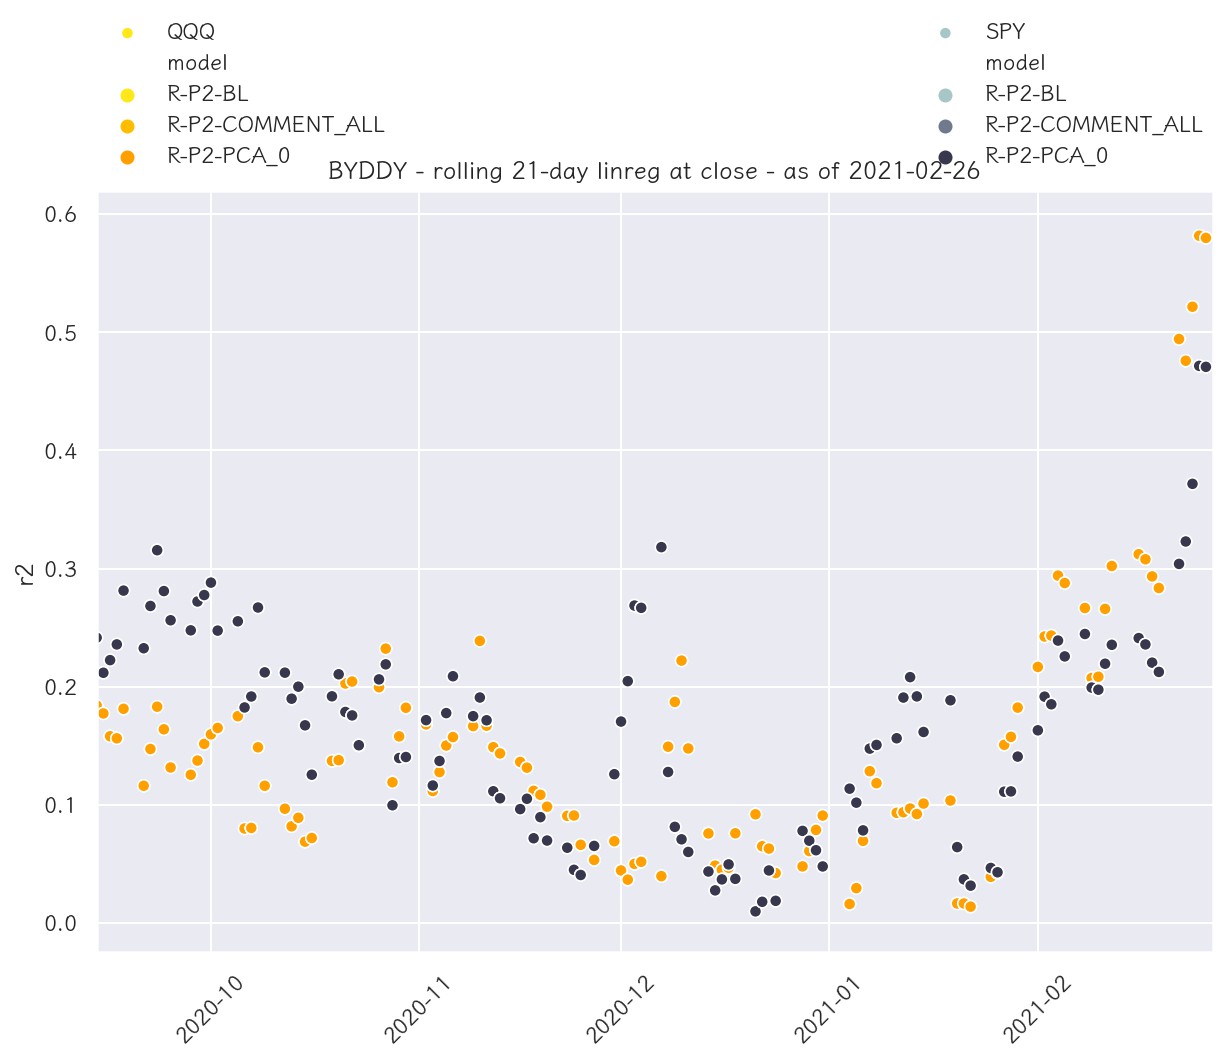 QQQ
model
R-P2-BL
R-P2-COMMENT_ALL
R-P2-PCA_0
SPY
model
R-P2-BL
R-P2-COMMENT_ALL
R-P2-PCA_0
BYDDY - rolling 21-day linreg at close - as of 2021-02-26
r2
0.6
0.5
0.4
0.3
0.2
0.1
0.0
2020-10
2020-11
2020-12
2021-01
2021-02